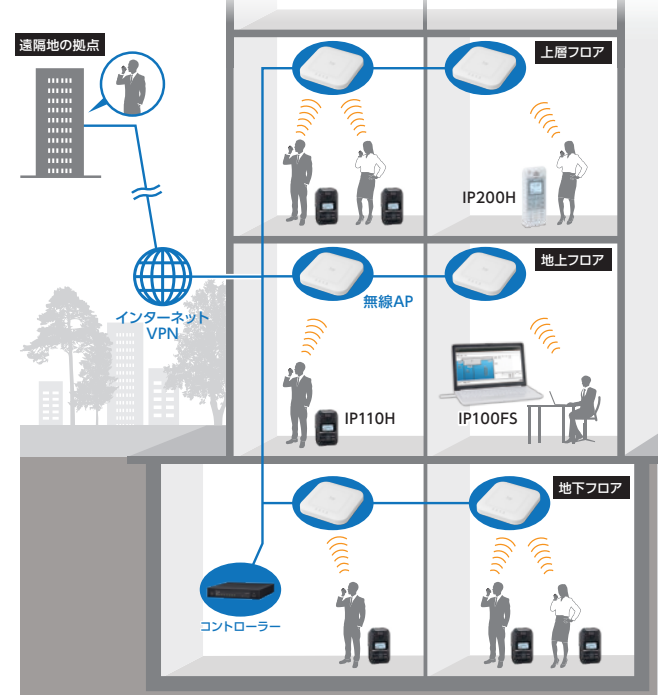 遠隔地の拠点
上層フロア
IP200H
地上フロア
無線AP
インターネット
VPN
IP110H
IP100FS
地下フロア
コントローラー